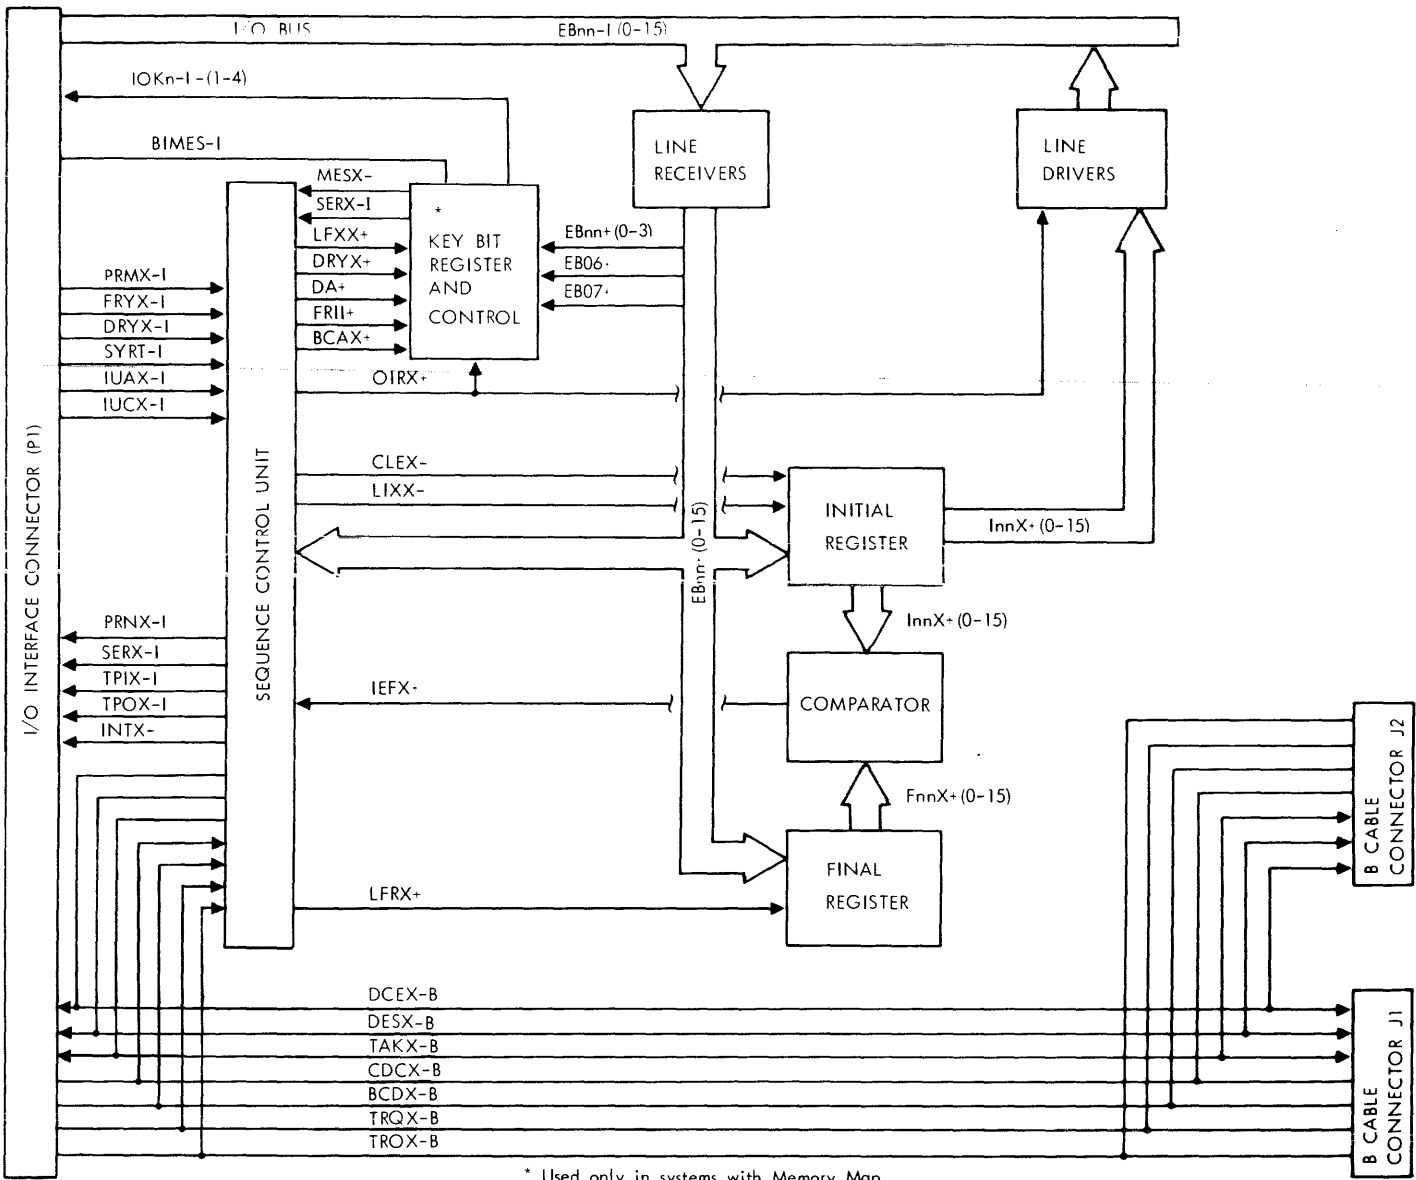 I/O BUS
EBnn-I (0-15)
IOKn-I-(1-4)
BIMES-I
LINE
RECEIVERS
LINE
DRIVERS
MESX-
SERX-I
LFXX+
DRYX+
DA+
FRII+
BCAX+
*
KEY BIT
REGISTER
AND
CONTROL
EBnn+(0-3)
EB06+
EB07+
PRMX-I
FRYX-I
DRYX-I
SYRT-I
IUAX-I
IUCX-I
OIRX+
I/O INTERFACE CONNECTOR (P1)
SEQUENCE CONTROL UNIT
CLEX-
LIXX-
EBnn+(0-15)
INITIAL
REGISTER
InnX+(0-15)
InnX+(0-15)
PRNX-I
SERX-I
TPIX-I
TPOX-I
INTX-
IEFX+
COMPARATOR
FnnX+(0-15)
LFRX+
FINAL
REGISTER
B CABLE
CONNECTOR J2
DCEX-B
DESX-B
TAKX-B
CDCX-B
BCDX-B
TRQX-B
TROX-B
B CABLE
CONNECTOR J1
* Used only in systems with Memory Map